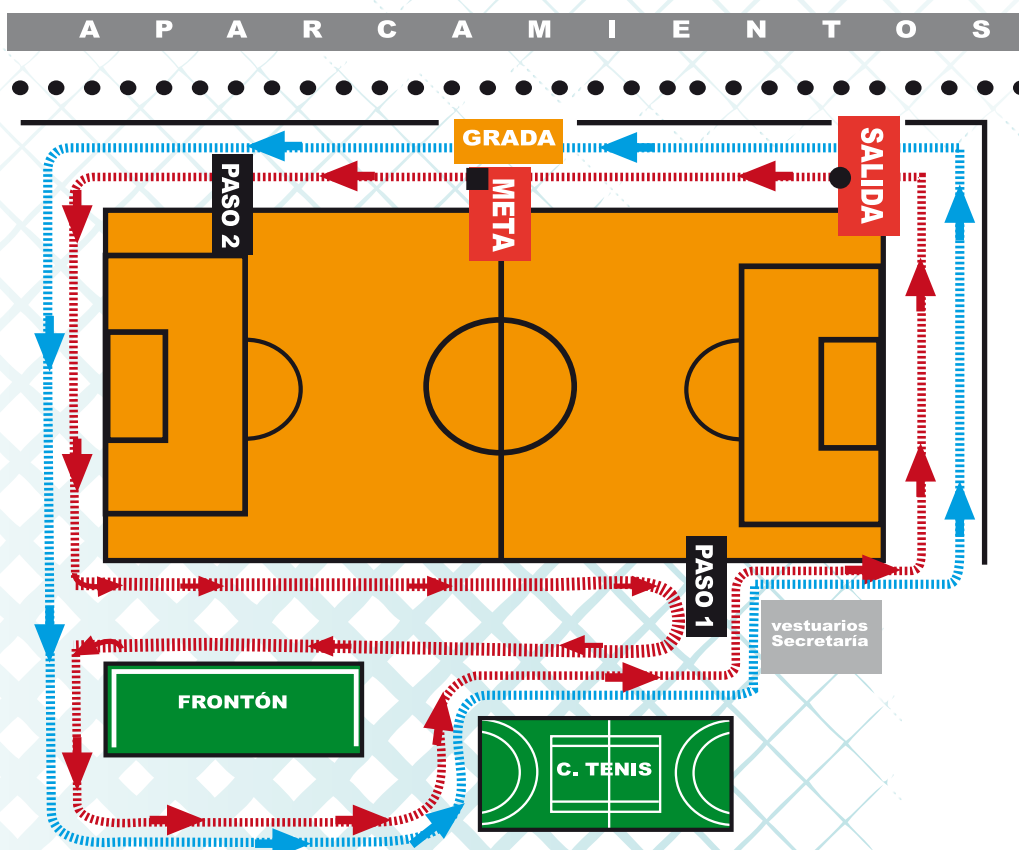 APARCAMIENTOS
GRADA
SALIDA
PASO 2
META
PASO 1
vestuarios
Secretaría
FRONTÓN
C. TENIS